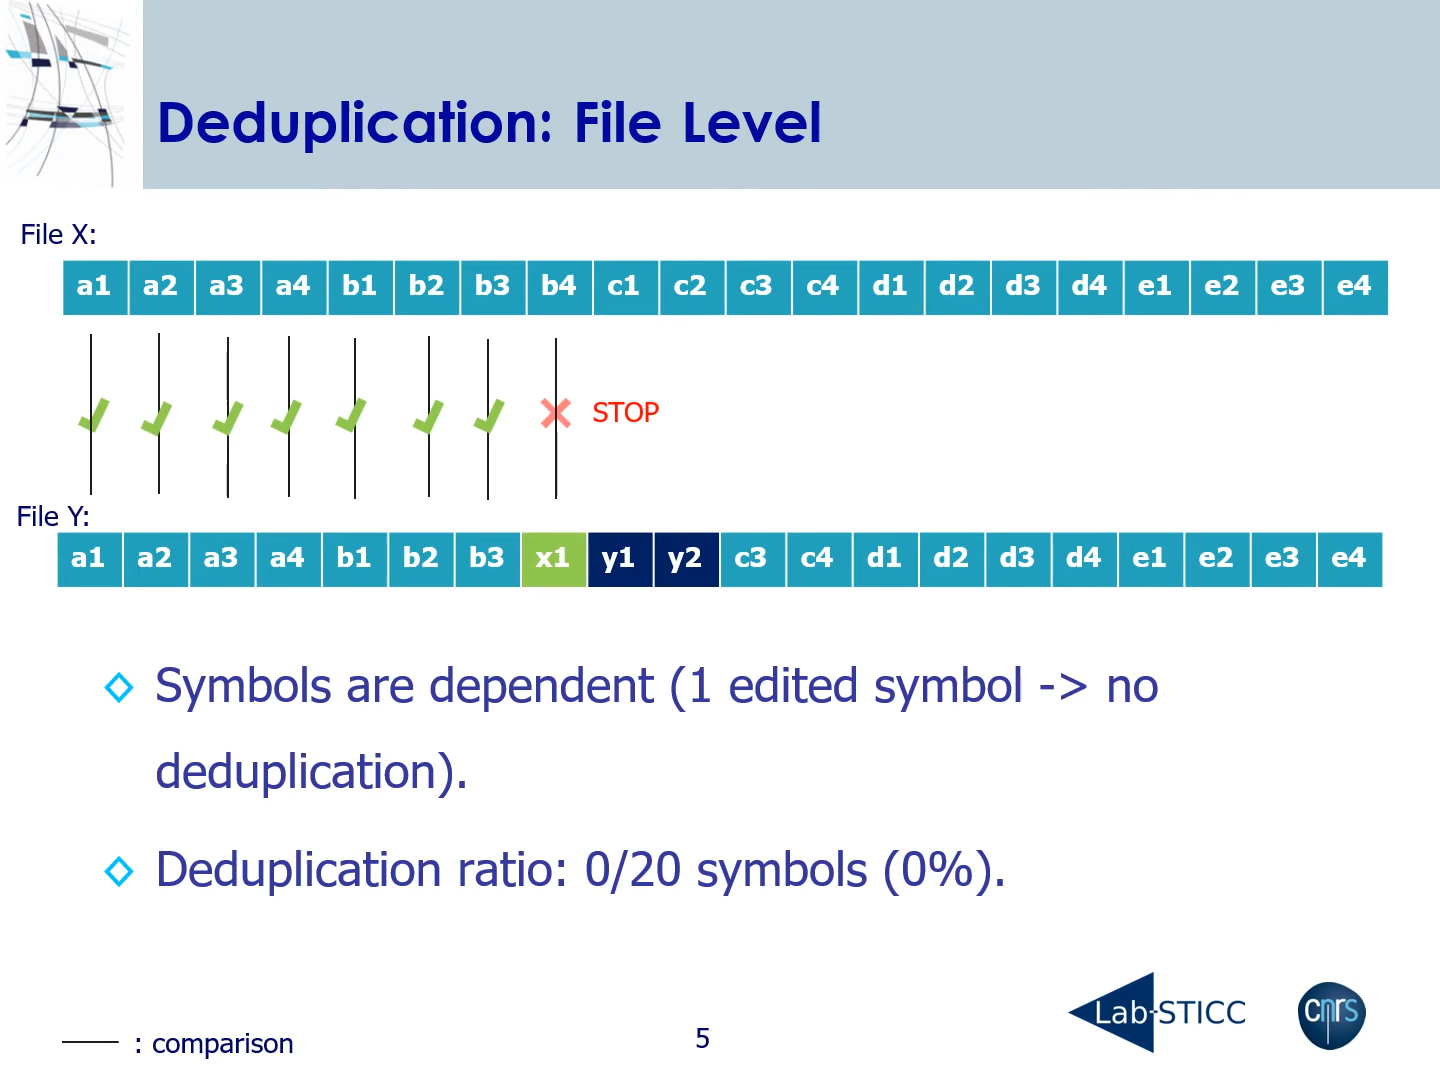 Deduplication: File Level
File X:
a1 a2 a3 a4 b1 b2 b3 b4 c1 c2 c3 c4 d1 d2 d3 d4 e1 e2 e3 e4
STOP
File Y:
a1 a2 a3 a4 b1 b2 b3 x1 y1 y2 c3 c4 d1 d2 d3 d4 e1 e2 e3 e4
Symbols are dependent (1 edited symbol -> no
deduplication).
Deduplication ratio: 0/20 symbols (0%).
Lab-STICC
cnrs
: comparison
5